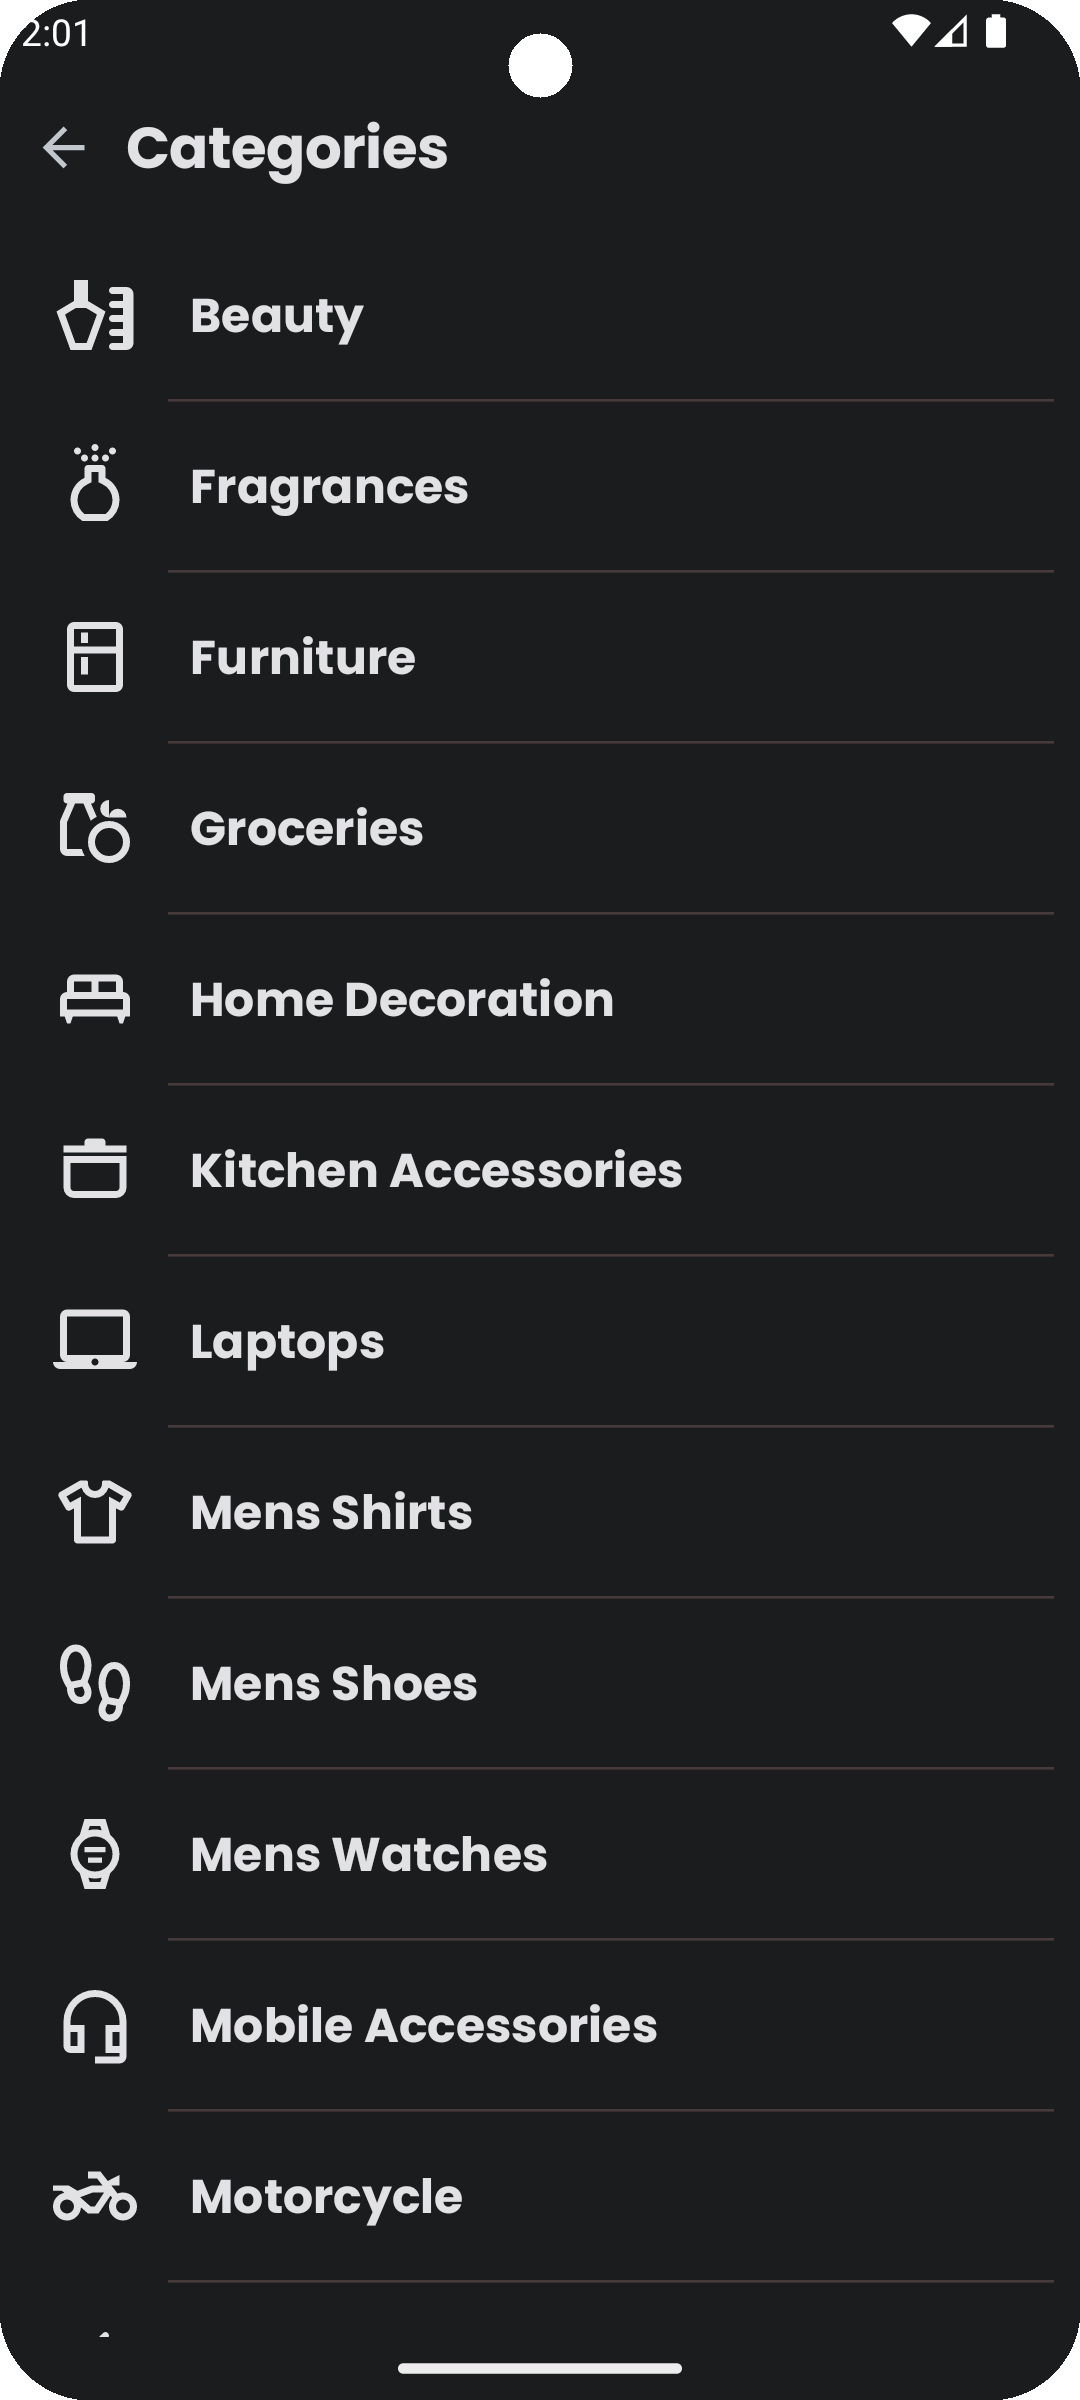 2:01
Categories
Beauty
Fragrances
Furniture
Groceries
Home Decoration
Kitchen Accessories
Laptops
Mens Shirts
Mens Shoes
Mens Watches
Mobile Accessories
Motorcycle